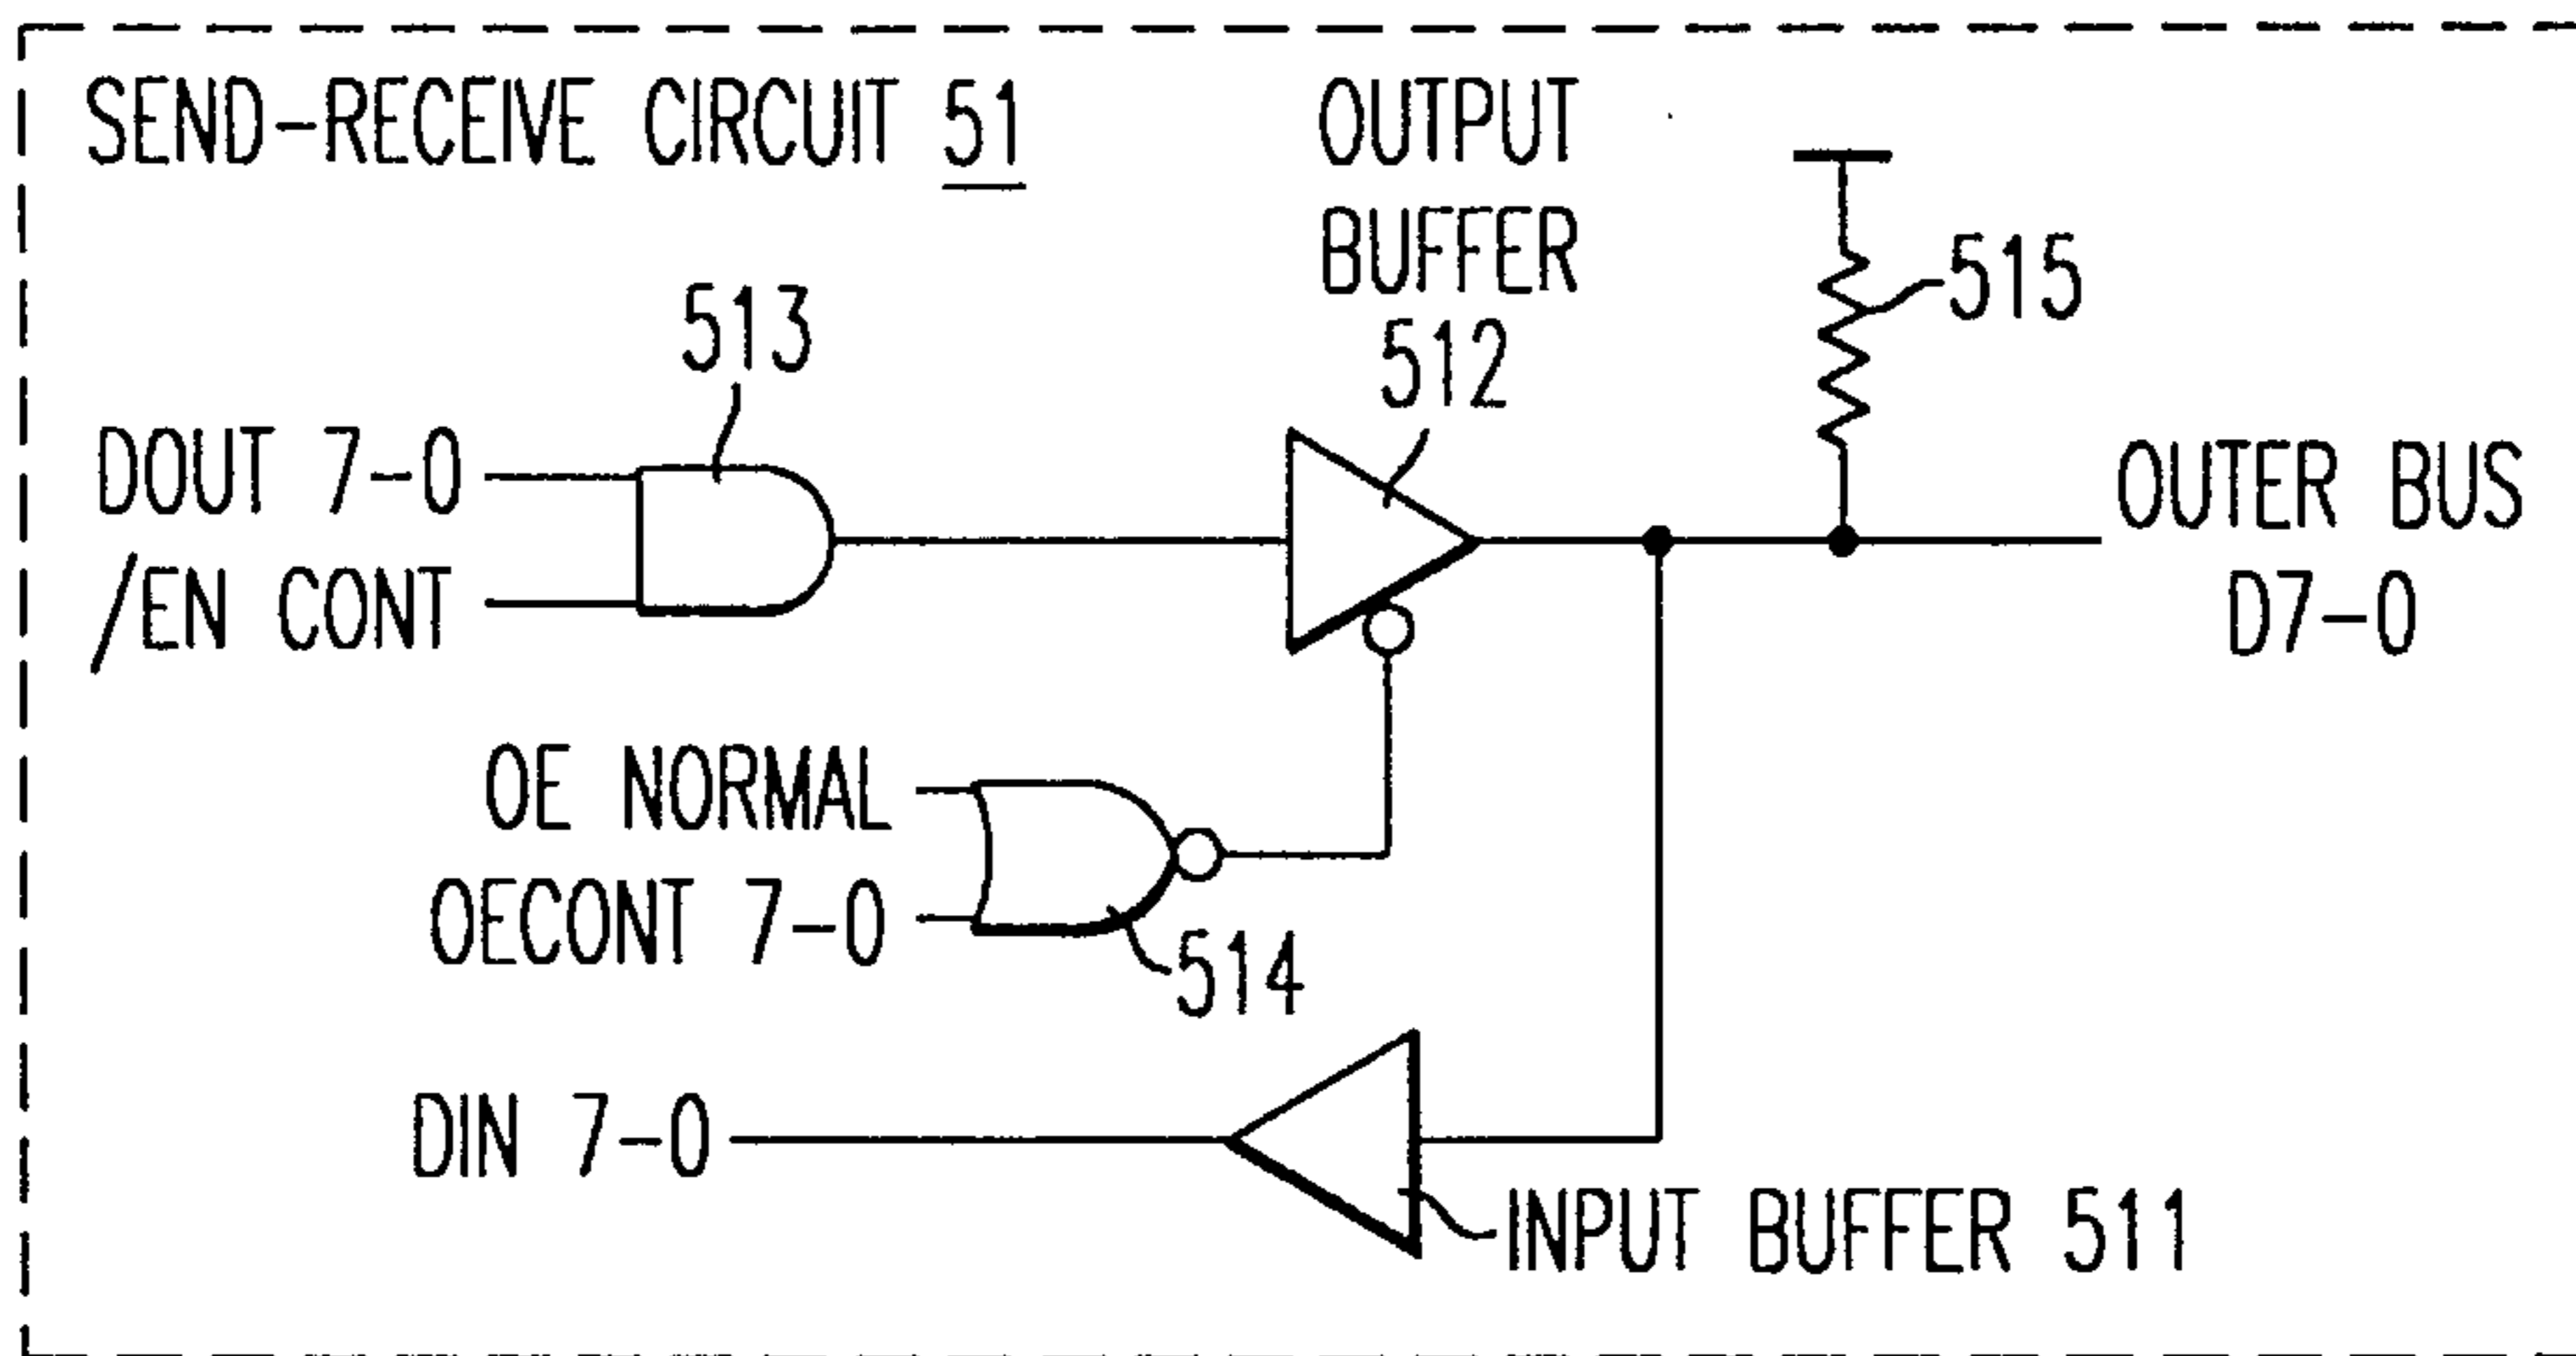 SEND-RECEIVE CIRCUIT 51
OUTPUT
BUFFER
512
513
515
DOUT 7-0
/EN CONT
OUTER BUS
D7-0
OE NORMAL
OECONT 7-0
514
DIN 7-0
INPUT BUFFER 511